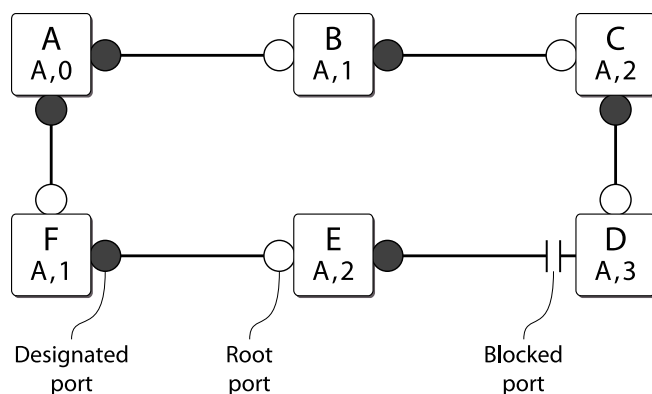 A
A,0
B
A,1
C
A,2
F
A,1
E
A,2
D
A,3
Designated
port
Root
port
Blocked
port